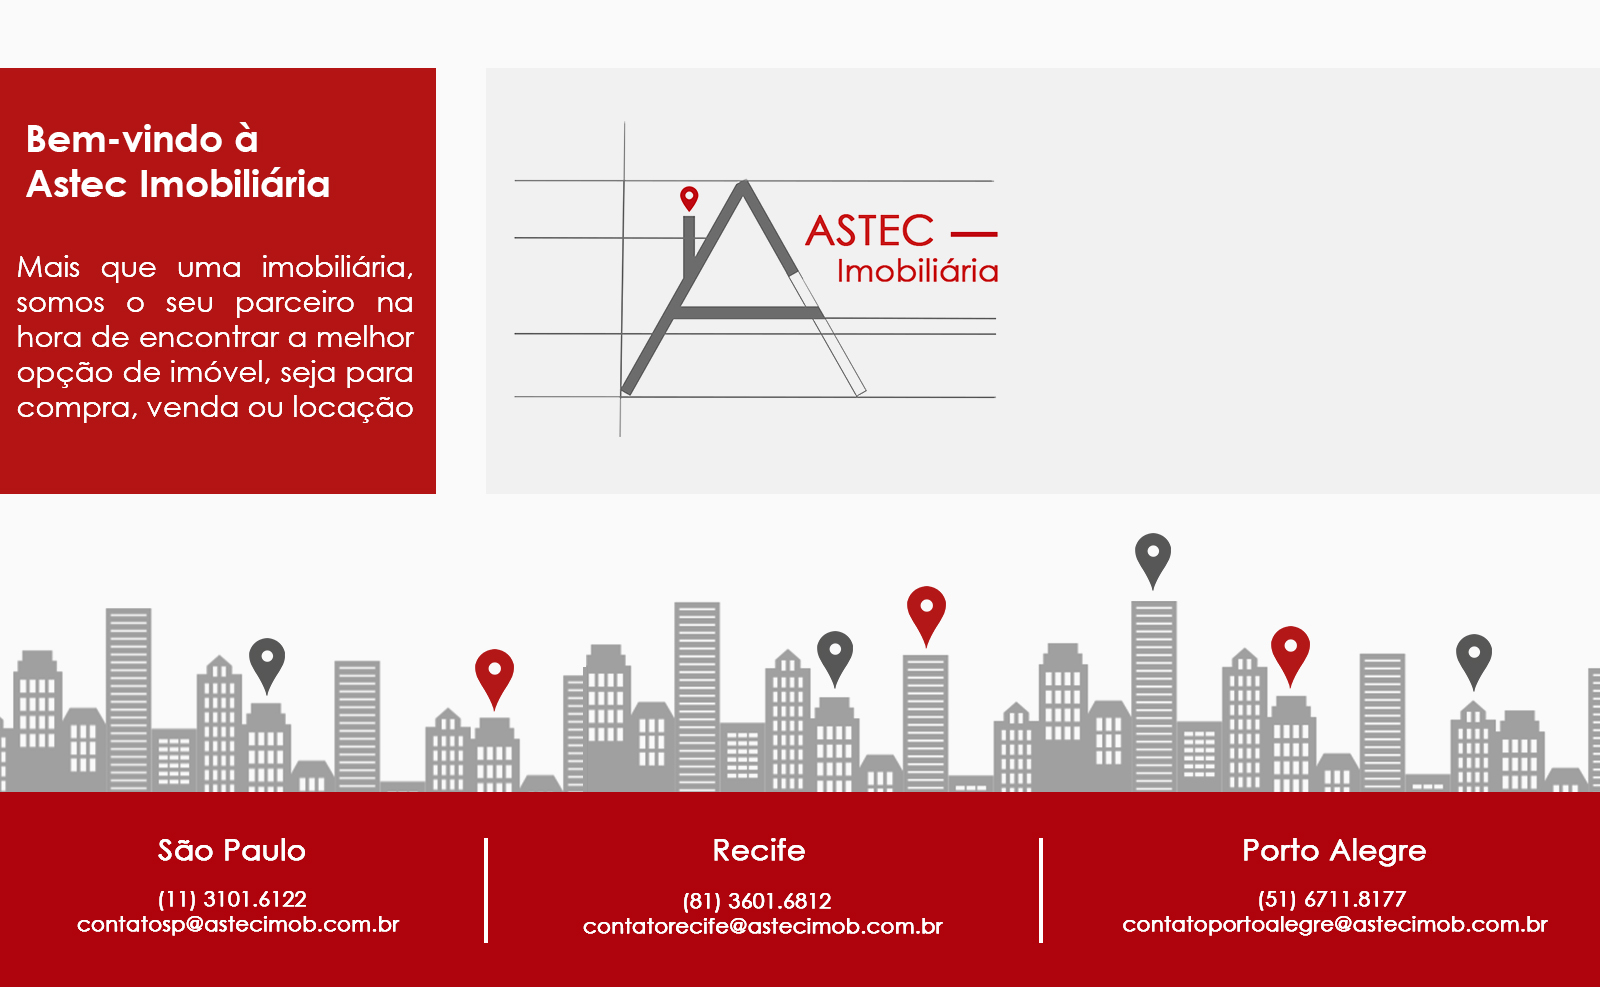 Bem-vindo à
Astec Imobiliária
Mais que uma imobiliária,
somos o seu parceiro na
hora de encontrar a melhor
opção de imóvel, seja para
compra, venda ou locação
ASTEC
Imobiliária
São Paulo
(11) 3101.6122
contatosp@astecimob.com.br
Recife
(81) 3601.6812
contatorecife@astecimob.com.br
Porto Alegre
(51) 6711.8177
contatoportoalegre@astecimob.com.br